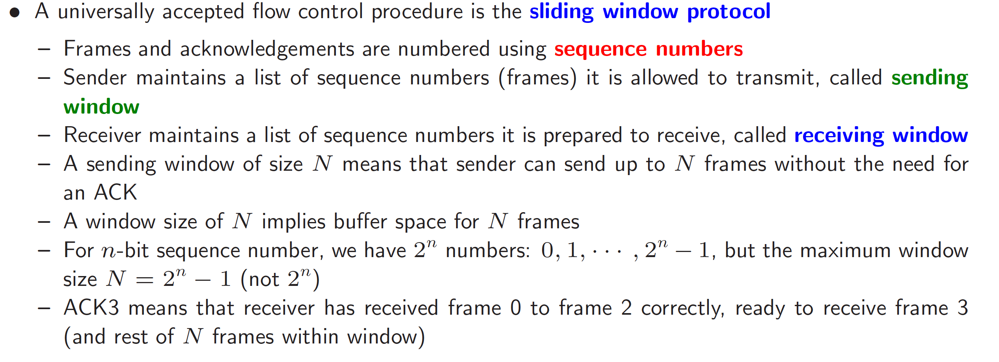 • A universally accepted flow control procedure is the sliding window protocol
– Frames and acknowledgements are numbered using sequence numbers
– Sender maintains a list of sequence numbers (frames) it is allowed to transmit, called sending
window
– Receiver maintains a list of sequence numbers it is prepared to receive, called receiving window
– A sending window of size N means that sender can send up to N frames without the need for
an ACK
– A window size of N implies buffer space for N frames
– For n-bit sequence number, we have 2ⁿ numbers: 0, 1, · · · , 2ⁿ − 1, but the maximum window
size N = 2ⁿ − 1 (not 2ⁿ)
– ACK3 means that receiver has received frame 0 to frame 2 correctly, ready to receive frame 3
(and rest of N frames within window)